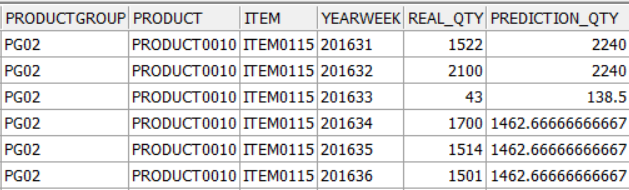 PRODUCTGROUP PRODUCT ITEM YEARWEEK REAL_QTY PREDICTION_QTY
PG02 PRODUCT0010 ITEM0115 201631 1522 2240
PG02 PRODUCT0010 ITEM0115 201632 2100 2240
PG02 PRODUCT0010 ITEM0115 201633 43 138.5
PG02 PRODUCT0010 ITEM0115 201634 1700 1462.66666666667
PG02 PRODUCT0010 ITEM0115 201635 1514 1462.66666666667
PG02 PRODUCT0010 ITEM0115 201636 1501 1462.66666666667